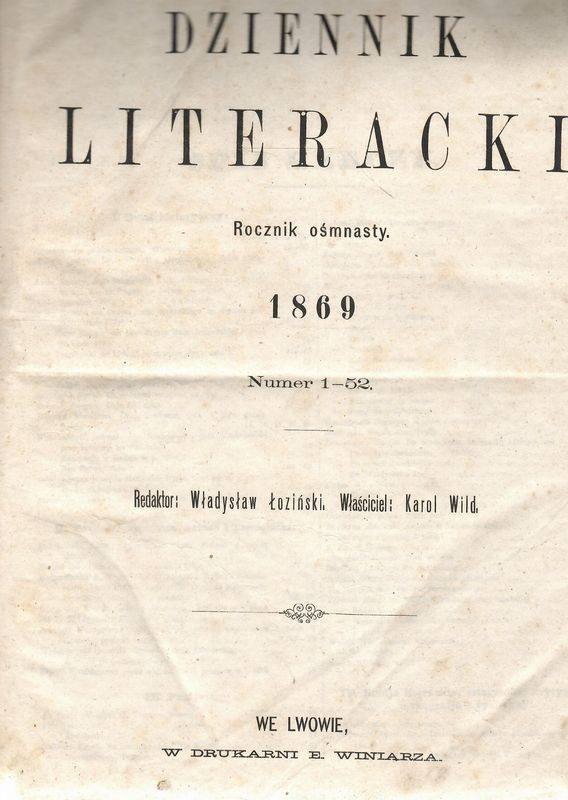 DZIENNIK
LITERACKI
Rocznik ośmnasty.
1869
Numer 1–52.
Redaktor: Władysław Łoziński. Właściciel: Karol Wild.
WE LWOWIE,
W DRUKARNI E. WINIARZA.